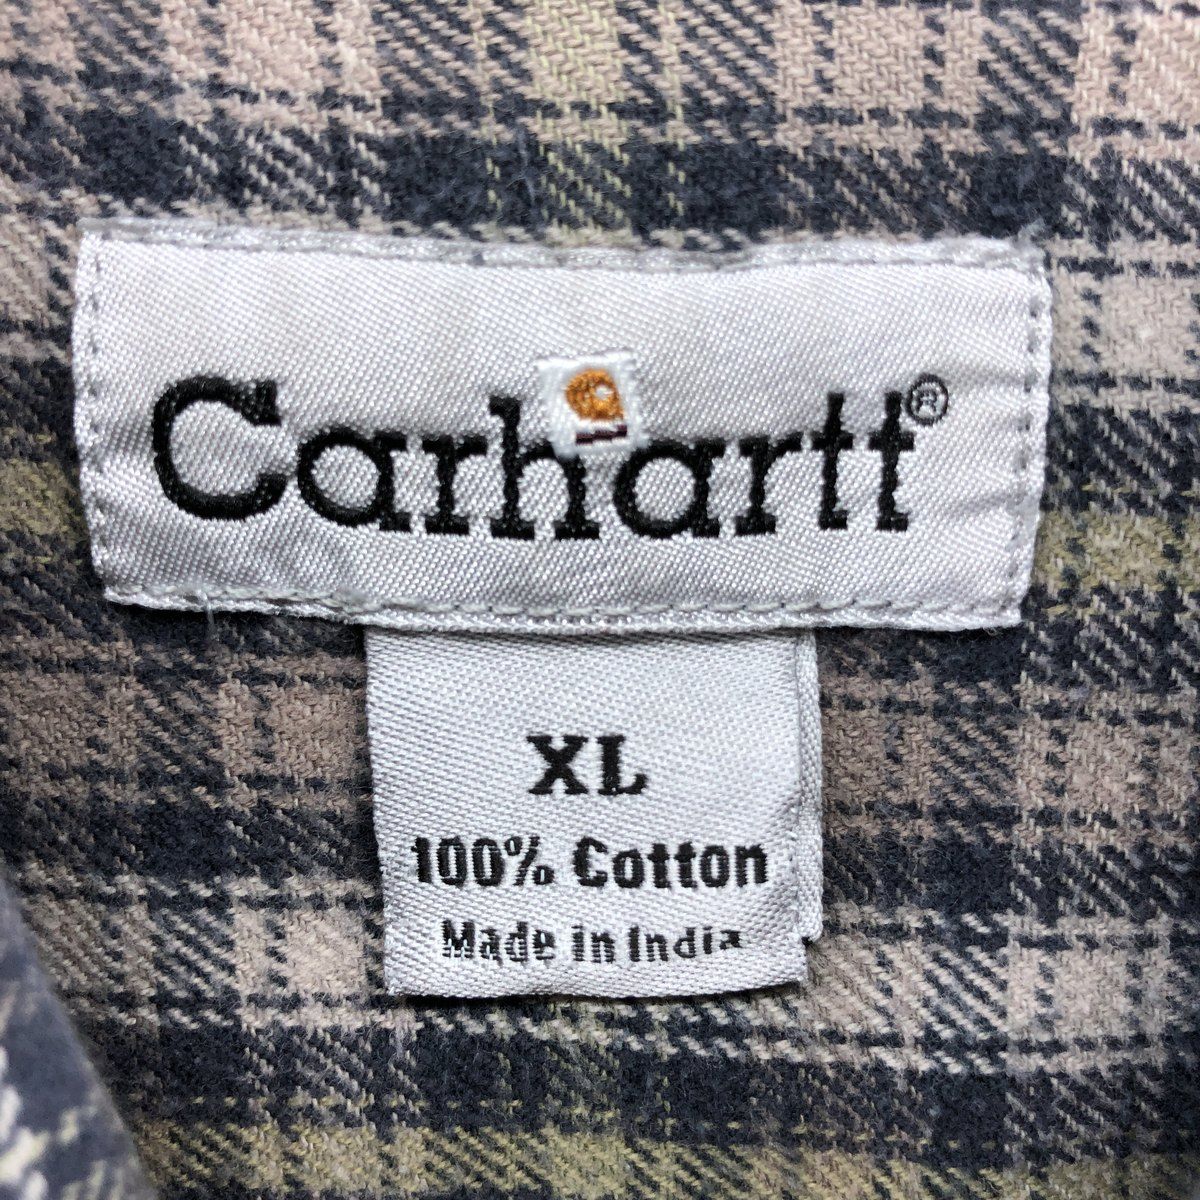 Carhartt®
XL
100% Cotton
Made in India